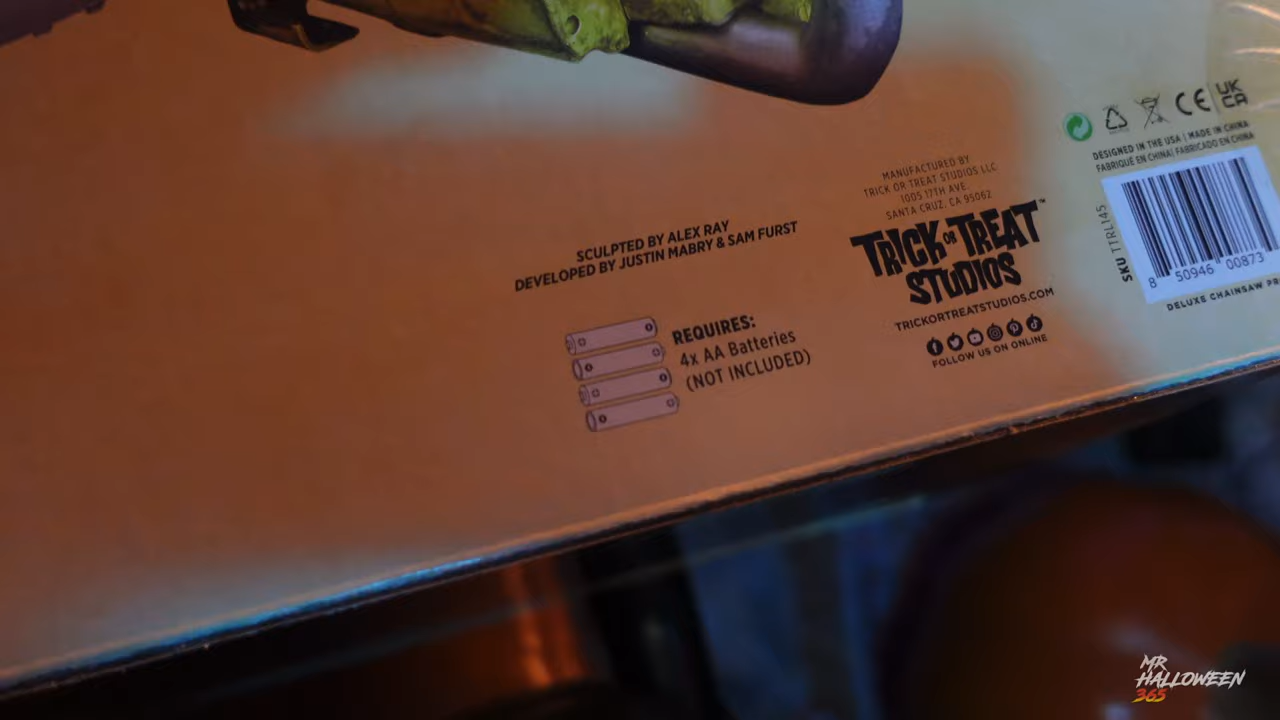 SCULPTED BY ALEX RAY
DEVELOPED BY JUSTIN MABRY & SAM FURST
REQUIRES:
4x AA Batteries
(NOT INCLUDED)
MANUFACTURED BY
TRICK OR TREAT STUDIOS LLC
1005 17TH AVE.
SANTA CRUZ, CA 95062
TRICK OR TREAT
STUDIOS™
TRICKORTREATSTUDIOS.COM
FOLLOW US ON ONLINE
CE UK
CA
DESIGNED IN THE USA | MADE IN CHINA
FABRIQUÉ EN CHINA| FABRICADO EN CHINA
SKU TTRL145
8 50946 00873
DELUXE CHAINSAW PR
MR
HALLOWEEN
365